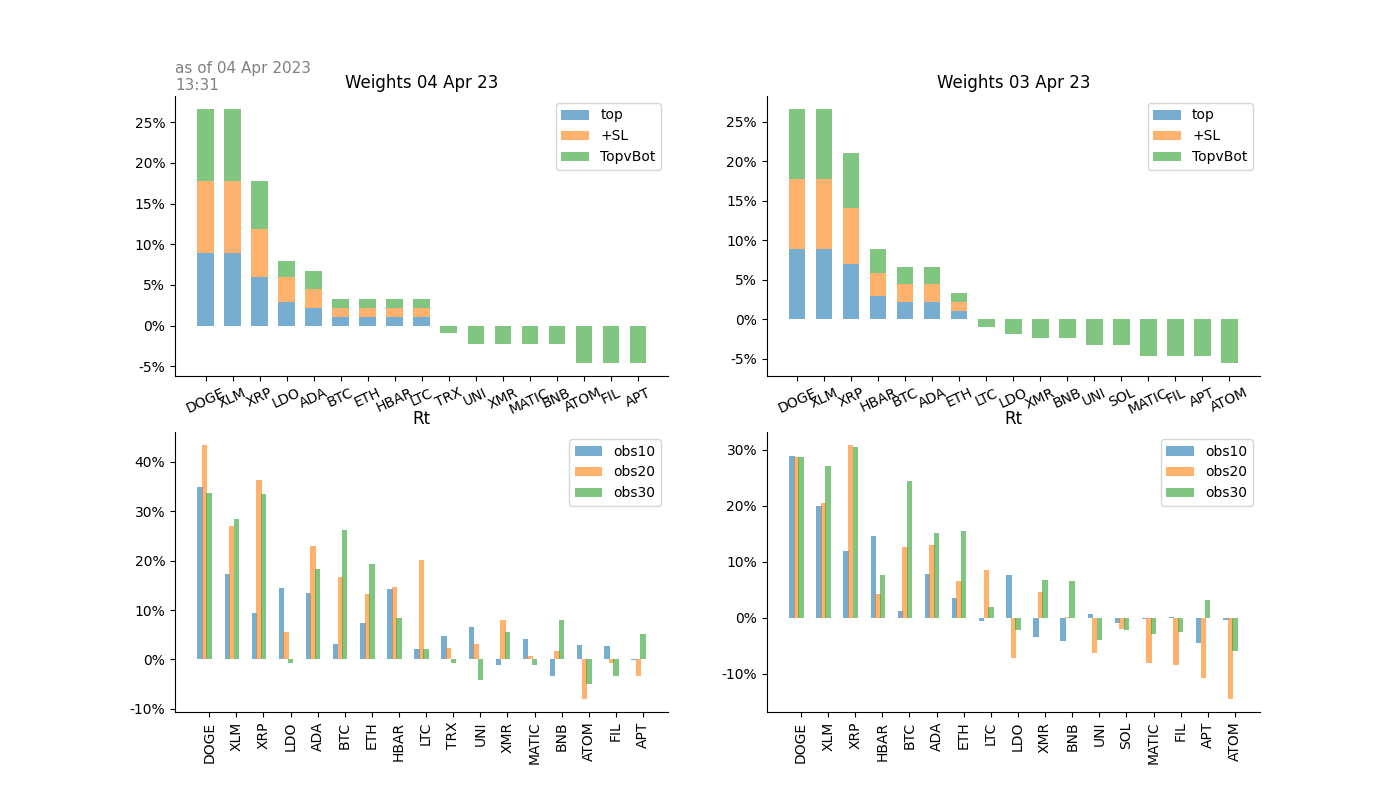 as of 04 Apr 2023
13:31
Weights 04 Apr 23
25%
20%
15%
10%
5%
0%
-5%
top
+SL
TopvBot
DOGE XLM XRP LDO ADA BTC ETH HBAR LTC TRX UNI XMR MATIC BNB ATOM FIL APT
Weights 03 Apr 23
25%
20%
15%
10%
5%
0%
-5%
top
+SL
TopvBot
DOGE XLM XRP HBAR BTC ADA ETH LTC LDO XMR BNB UNI SOL MATIC FIL APT ATOM
Rt
40%
30%
20%
10%
0%
-10%
obs10
obs20
obs30
DOGE XLM XRP LDO ADA BTC ETH HBAR LTC TRX UNI XMR MATIC BNB ATOM FIL APT
Rt
30%
20%
10%
0%
-10%
obs10
obs20
obs30
DOGE XLM XRP HBAR BTC ADA ETH LTC LDO XMR BNB UNI SOL MATIC FIL APT ATOM